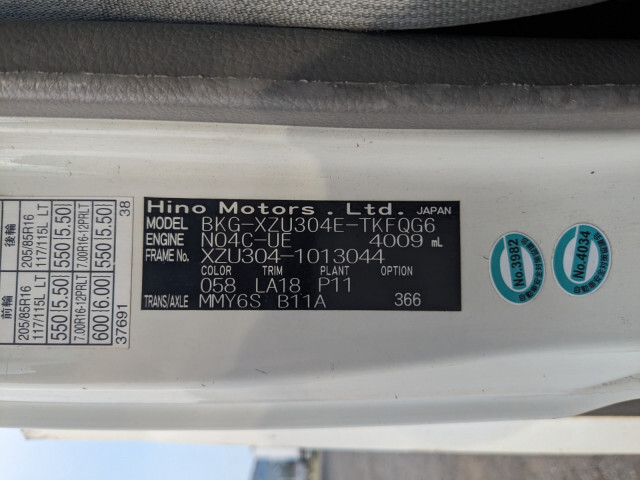 Hino Motors . Ltd. JAPAN
MODEL BKG-XZU304E-TKFQG6
ENGINE N04C-UE 4009 mL
FRAME No. XZU304-1013044
COLOR TRIM PLANT OPTION
058 LA18 P11
TRANS/AXLE MMY6S B11A 366
前輪 後輪
205/85R16 117/115L LT 205/85R16 117/115L LT
550 [5.50] 550 [5.50]
7.00R16-12PRLT 7.00R16-12PRLT
600 (6.00) 550 (5.50)
37691 38
No.3982
No.4034